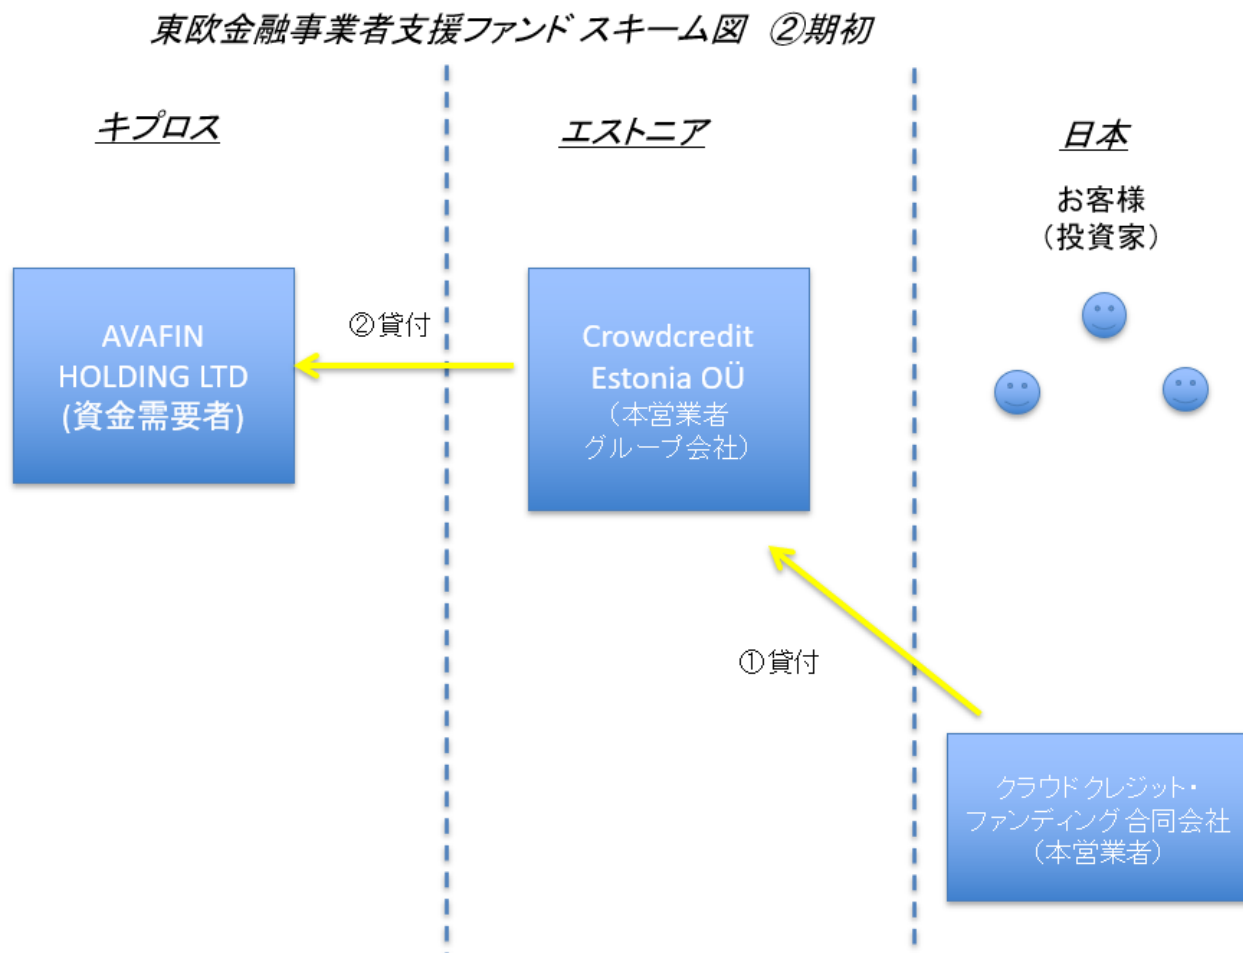 東欧金融事業者支援ファンド スキーム図 ②期初
キプロス
エストニア
日本
お客様
（投資家）
AVAFIN
HOLDING LTD
(資金需要者)
②貸付
Crowdcredit
Estonia OÜ
（本営業者
グループ会社）
①貸付
クラウドクレジット・
ファンディング合同会社
（本営業者）